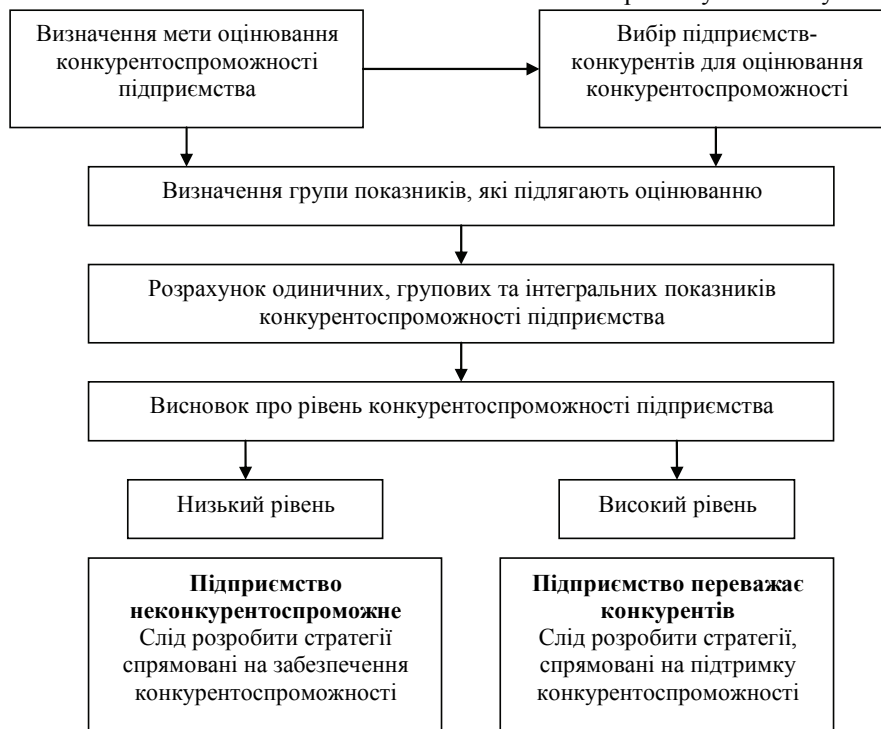 Визначення мети оцінювання
конкурентоспроможності
підприємства
Вибір підприємств-
конкурентів для оцінювання
конкурентоспроможності
Визначення групи показників, які підлягають оцінюванню
Розрахунок одиничних, групових та інтегральних показників
конкурентоспроможності підприємства
Висновок про рівень конкурентоспроможності підприємства
Низький рівень
Високий рівень
Підприємство
неконкурентоспроможне
Слід розробити стратегії
спрямовані на забезпечення
конкурентоспроможності
Підприємство переважає
конкурентів
Слід розробити стратегії,
спрямовані на підтримку
конкурентоспроможності